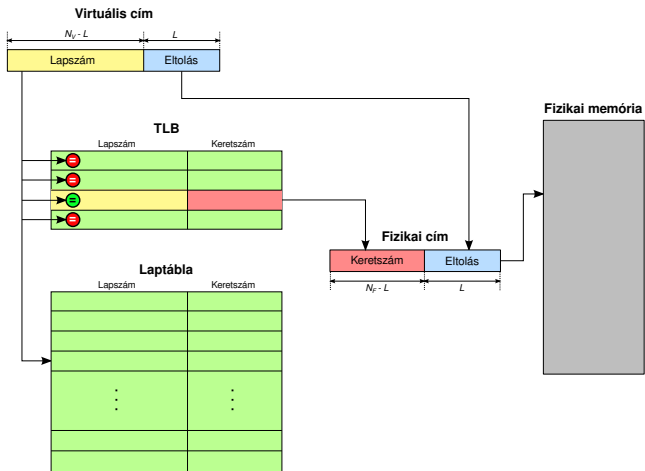 Virtuális cím
N_V - L L
Lapszám Eltolás
TLB
Lapszám Keretszám
=
=
=
=
Fizikai memória
Fizikai cím
Keretszám Eltolás
N_F - L L
Laptábla
Lapszám Keretszám